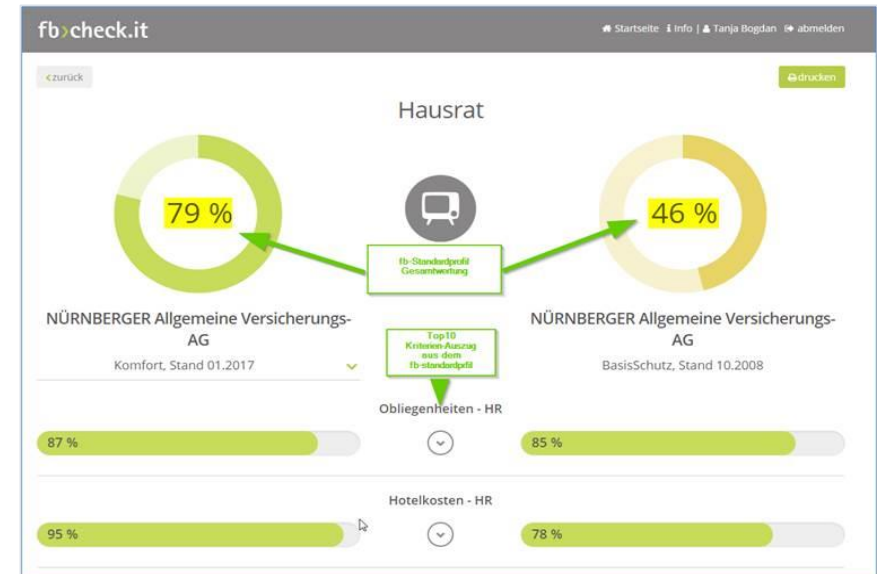 fb›check.it
Startseite i Info | Tanja Bogdan abmelden
‹zurück
drucken
Hausrat
79 %
46 %
fb-Standardprofil
Gesamtwertung
NÜRNBERGER Allgemeine Versicherungs-
AG
Komfort, Stand 01.2017
NÜRNBERGER Allgemeine Versicherungs-
AG
BasisSchutz, Stand 10.2008
Top10
Kriterien-Auszug
aus dem
fb-standardprfil
Obliegenheiten - HR
87 %
85 %
Hotelkosten - HR
95 %
78 %